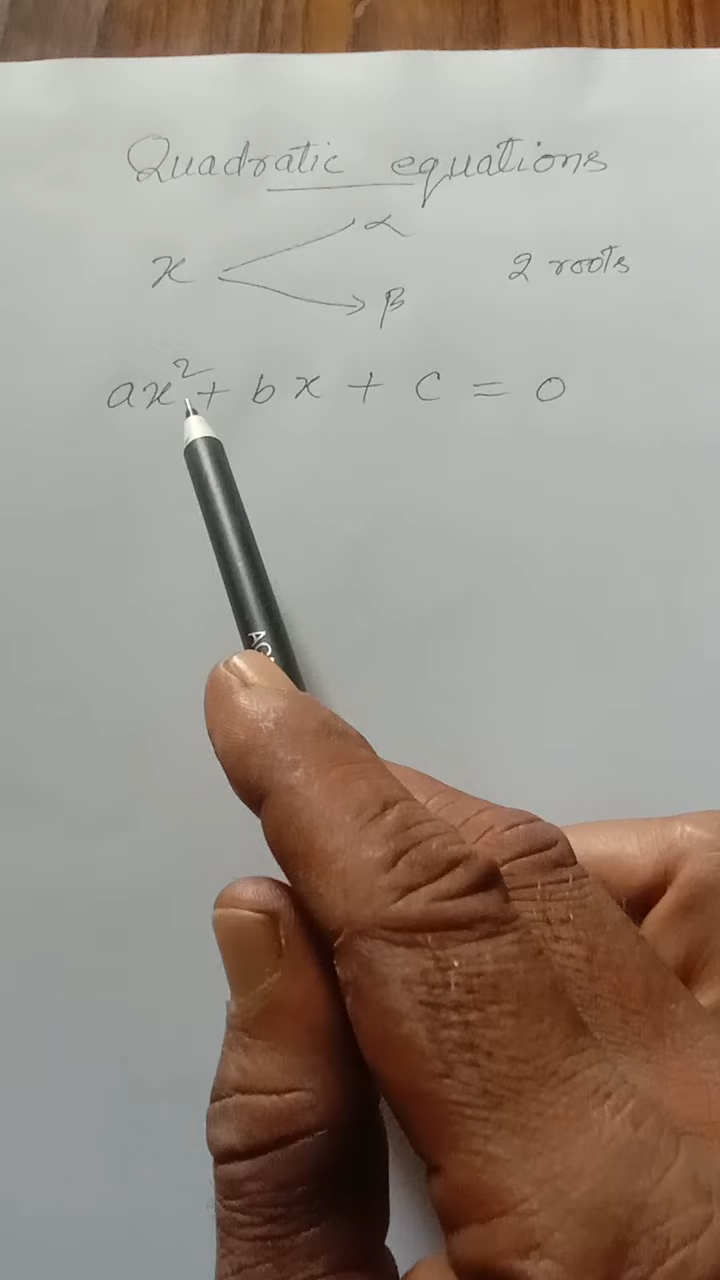 Quadratic equations
x α
β 2 roots
ax² + bx + c = 0